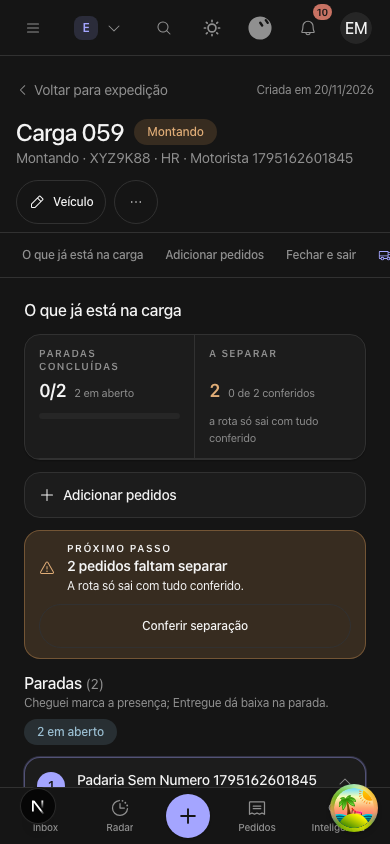 E
10
EM
Voltar para expedição
Criada em 20/11/2026
Carga 059
Montando
Montando · XYZ9K88 · HR · Motorista 1795162601845
Veículo
···
O que já está na carga
Adicionar pedidos
Fechar e sair
O que já está na carga
PARADAS
CONCLUÍDAS
0/2 2 em aberto
A SEPARAR
2 0 de 2 conferidos
a rota só sai com tudo
conferido
Adicionar pedidos
PRÓXIMO PASSO
2 pedidos faltam separar
A rota só sai com tudo conferido.
Conferir separação
Paradas (2)
Cheguei marca a presença; Entregue dá baixa na parada.
2 em aberto
1
Padaria Sem Numero 1795162601845
N
Inbox
Radar
Pedidos